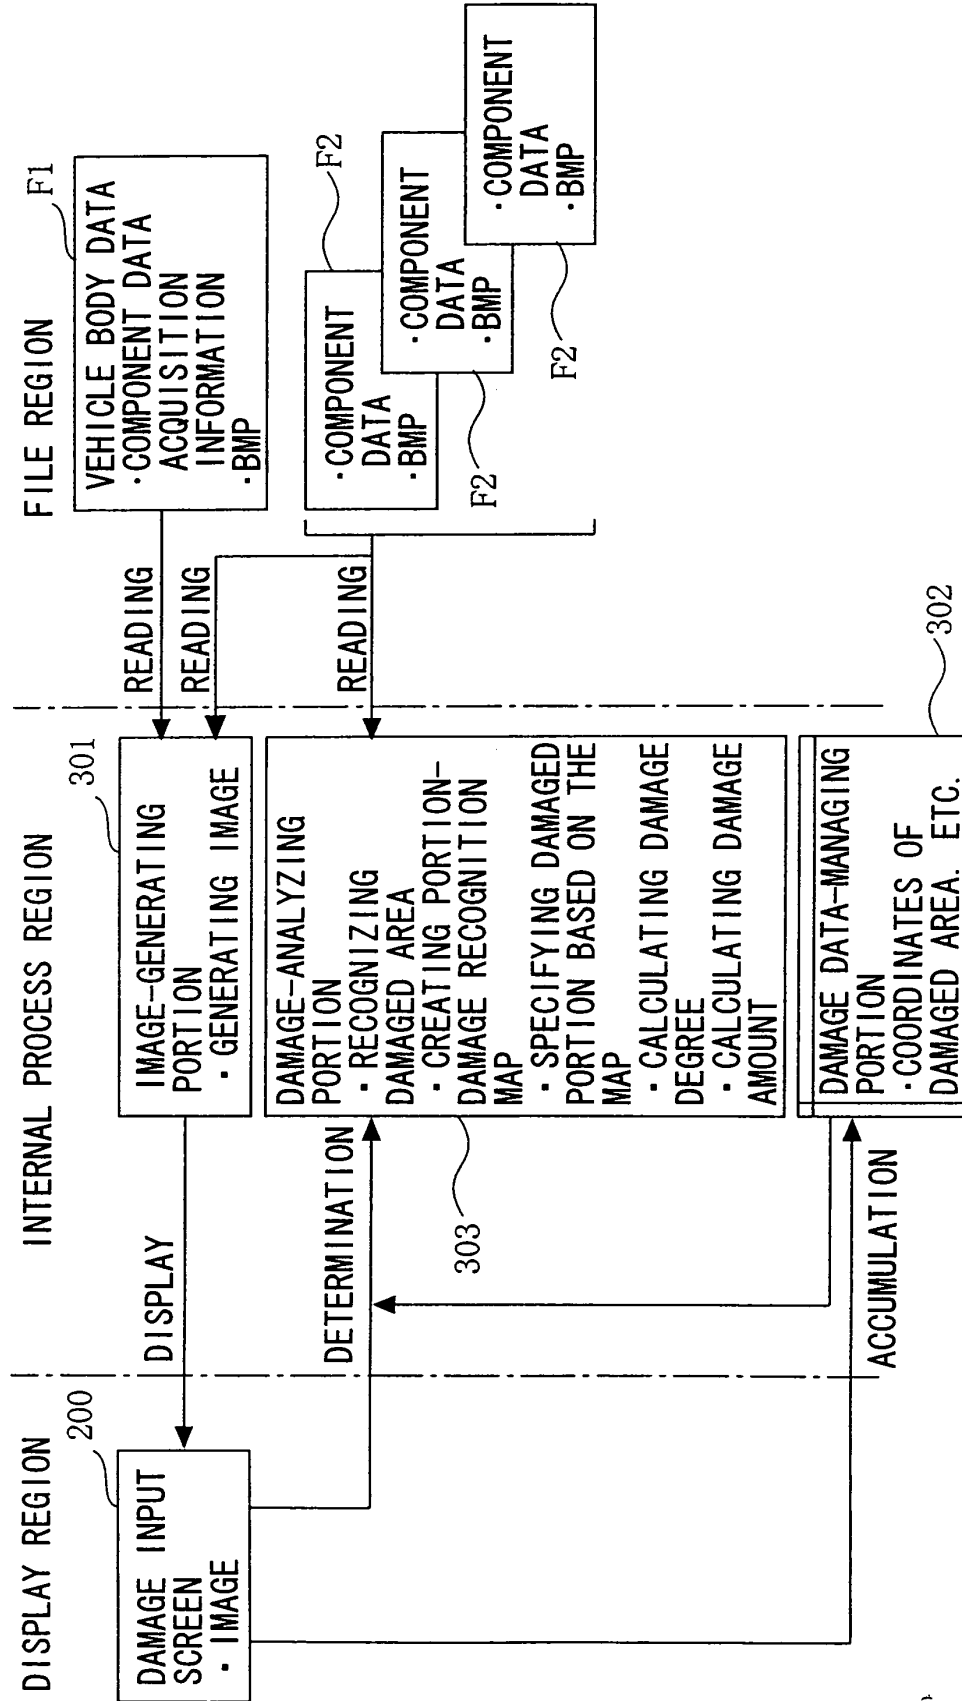 DISPLAY REGION
INTERNAL PROCESS REGION
FILE REGION
200
DAMAGE INPUT
SCREEN
・IMAGE
DISPLAY
DETERMINATION
ACCUMULATION
301
IMAGE-GENERATING
PORTION
・GENERATING IMAGE
DAMAGE-ANALYZING
PORTION
・RECOGNIZING
DAMAGED AREA
・CREATING PORTION-
DAMAGE RECOGNITION
MAP
・SPECIFYING DAMAGED
PORTION BASED ON THE
MAP
・CALCULATING DAMAGE
DEGREE
・CALCULATING DAMAGE
AMOUNT
303
DAMAGE DATA-MANAGING
PORTION
・COORDINATES OF
DAMAGED AREA. ETC.
302
READING
READING
READING
F1
VEHICLE BODY DATA
・COMPONENT DATA
ACQUISITION
INFORMATION
・BMP
F2
・COMPONENT
DATA
・BMP
F2
・COMPONENT
DATA
・BMP
F2
・COMPONENT
DATA
・BMP